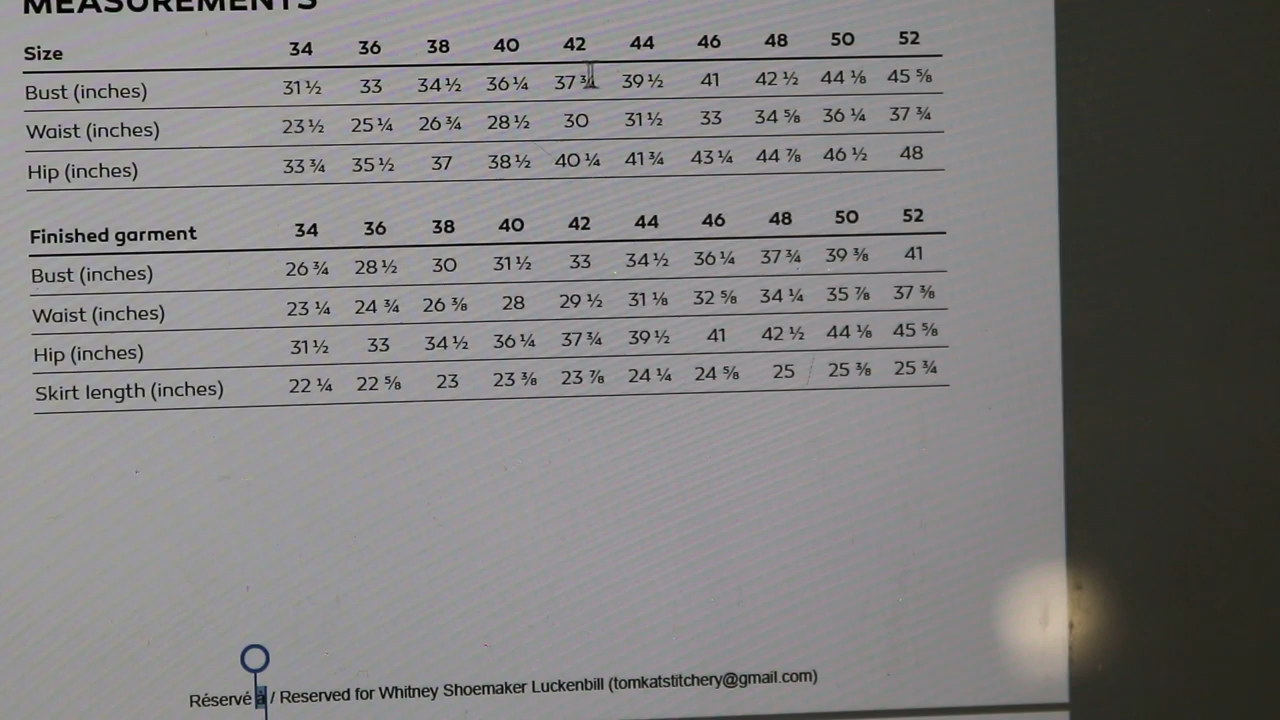 MEASUREMENTS
Size 34 36 38 40 42 44 46 48 50 52
Bust (inches) 31 ½ 33 34 ½ 36 ¼ 37 ¾ 39 ½ 41 42 ½ 44 ⅛ 45 ⅝
Waist (inches) 23 ½ 25 ¼ 26 ¾ 28 ½ 30 31 ½ 33 34 ⅝ 36 ¼ 37 ¾
Hip (inches) 33 ¾ 35 ½ 37 38 ½ 40 ¼ 41 ¾ 43 ¼ 44 ⅞ 46 ½ 48
Finished garment 34 36 38 40 42 44 46 48 50 52
Bust (inches) 26 ¾ 28 ½ 30 31 ½ 33 34 ½ 36 ¼ 37 ¾ 39 ⅜ 41
Waist (inches) 23 ¼ 24 ¾ 26 ⅜ 28 29 ½ 31 ⅛ 32 ⅝ 34 ¼ 35 ⅞ 37 ⅜
Hip (inches) 31 ½ 33 34 ½ 36 ¼ 37 ¾ 39 ½ 41 42 ½ 44 ⅛ 45 ⅝
Skirt length (inches) 22 ¼ 22 ⅝ 23 23 ⅜ 23 ⅞ 24 ¼ 24 ⅝ 25 25 ⅜ 25 ¾
Réservé à / Reserved for Whitney Shoemaker Luckenbill (tomkatstitchery@gmail.com)